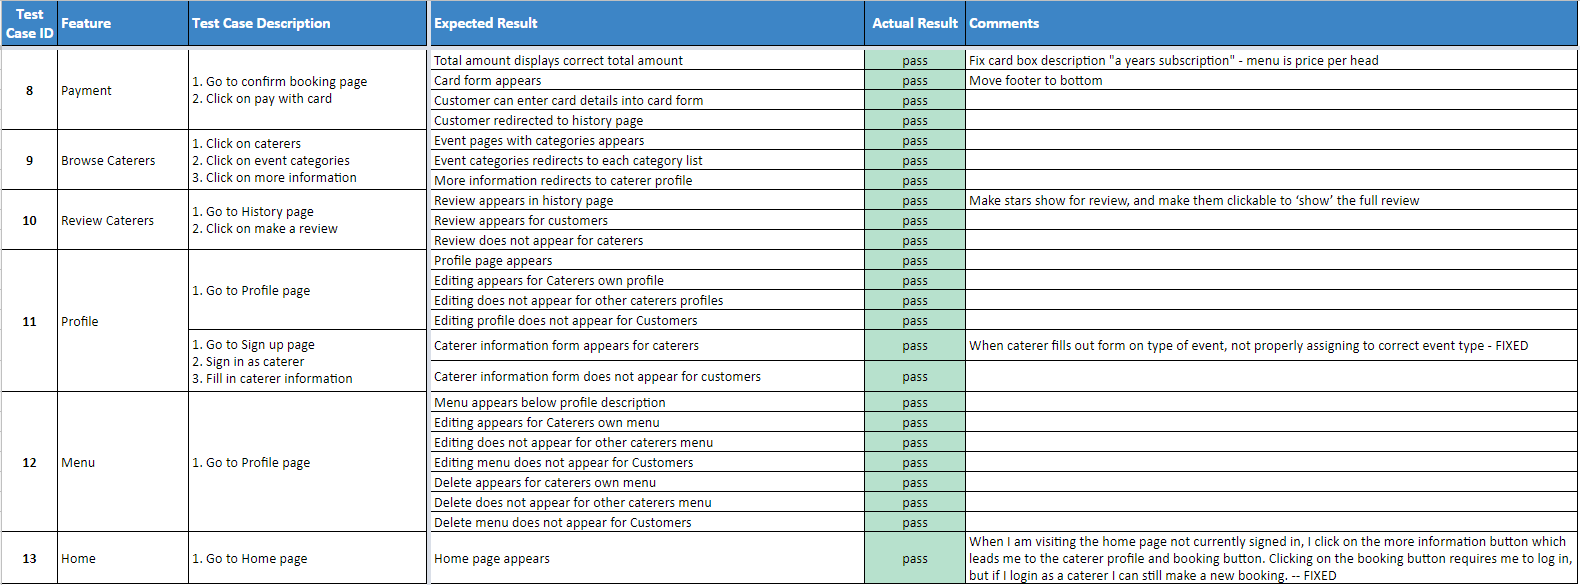 Test Case ID Feature Test Case Description Expected Result Actual Result Comments
8 Payment
1. Go to confirm booking page
2. Click on pay with card
Total amount displays correct total amount pass Fix card box description "a years subscription" - menu is price per head
Card form appears pass Move footer to bottom
Customer can enter card details into card form pass
Customer redirected to history page pass
9 Browse Caterers
1. Click on caterers
2. Click on event categories
3. Click on more information
Event pages with categories appears pass
Event categories redirects to each category list pass
More information redirects to caterer profile pass
10 Review Caterers
1. Go to History page
2. Click on make a review
Review appears in history page pass Make stars show for review, and make them clickable to ‘show’ the full review
Review appears for customers pass
Review does not appear for caterers pass
11 Profile
1. Go to Profile page
Profile page appears pass
Editing appears for Caterers own profile pass
Editing does not appear for other caterers profiles pass
Editing profile does not appear for Customers pass
1. Go to Sign up page
2. Sign in as caterer
3. Fill in caterer information
Caterer information form appears for caterers pass When caterer fills out form on type of event, not properly assigning to correct event type - FIXED
Caterer information form does not appear for customers pass
12 Menu
1. Go to Profile page
Menu appears below profile description pass
Editing appears for Caterers own menu pass
Editing does not appear for other caterers menu pass
Editing menu does not appear for Customers pass
Delete appears for caterers own menu pass
Delete does not appear for other caterers menu pass
Delete menu does not appear for Customers pass
13 Home
1. Go to Home page
Home page appears pass
When I am visiting the home page not currently signed in, I click on the more information button which
leads me to the caterer profile and booking button. Clicking on the booking button requires me to log in,
but if I login as a caterer I can still make a new booking. -- FIXED